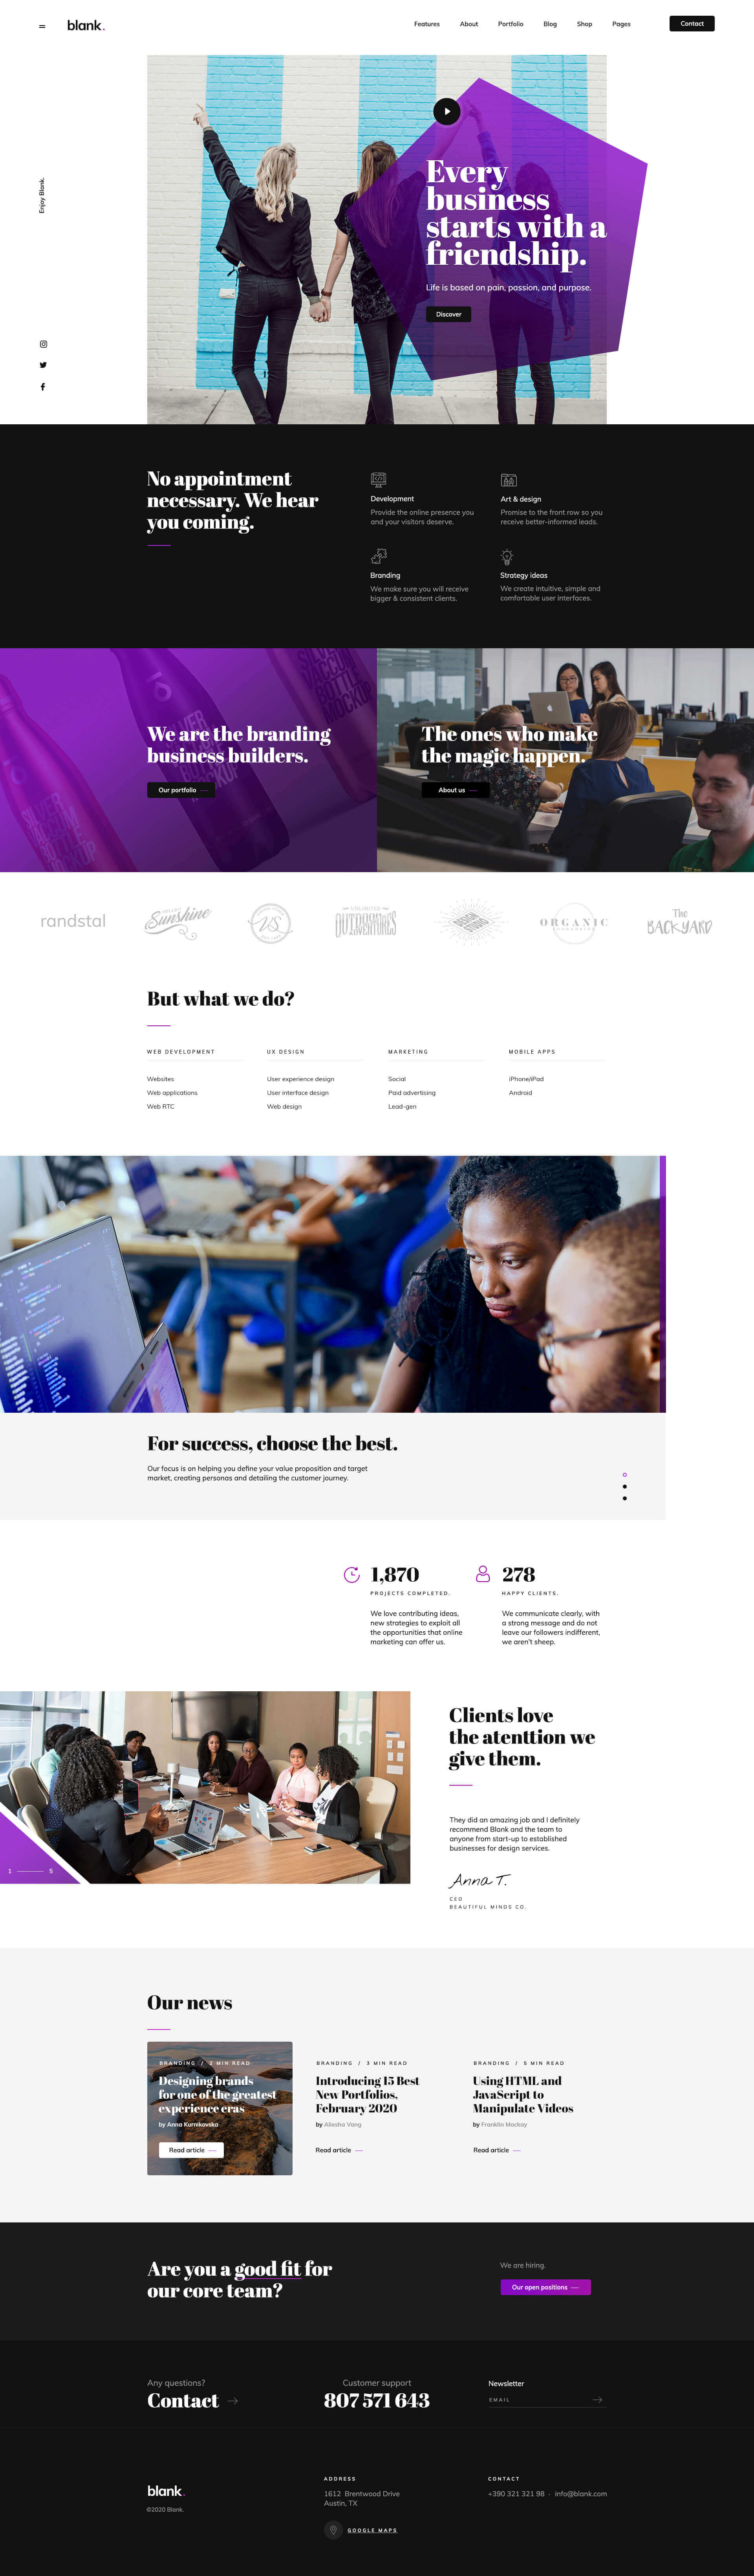 blank.
Features About Portfolio Blog Shop Pages Contact
Enjoy Blank.
Every
business
starts with a
friendship.
Life is based on pain, passion, and purpose.
Discover
No appointment
necessary. We hear
you coming.
Development
Provide the online presence you
and your visitors deserve.
Art & design
Promise to the front row so you
receive better-informed leads.
Branding
We make sure you will receive
bigger & consistent clients.
Strategy ideas
We create intuitive, simple and
comfortable user interfaces.
We are the branding
business builders.
Our portfolio
The ones who make
the magic happen.
About us
randstad
Sunshine
VS
UNLIMITED
OUTDOORS
ADVENTURES
ORGANIC
The
BACKYARD
But what we do?
WEB DEVELOPMENT
Websites
Web applications
Web RTC
UX DESIGN
User experience design
User interface design
Web design
MARKETING
Social
Paid advertising
Lead-gen
MOBILE APPS
iPhone/iPad
Android
For success, choose the best.
Our focus is on helping you define your value proposition and target
market, creating personas and detailing the customer journey.
1,870
PROJECTS COMPLETED.
We love contributing ideas,
new strategies to exploit all
the opportunities that online
marketing can offer us.
278
HAPPY CLIENTS.
We communicate clearly, with
a strong message and do not
leave our followers indifferent,
we aren't sheep.
1 5
Clients love
the atenttion we
give them.
They did an amazing job and I definitely
recommend Blank and the team to
anyone from start-up to established
businesses for design services.
Anna T.
CEO
BEAUTIFUL MINDS CO.
Our news
BRANDING / 2 MIN READ
Designing brands
for one of the greatest
experience eras
by Anna Kurnikovska
Read article
BRANDING / 3 MIN READ
Introducing 15 Best
New Portfolios,
February 2020
by Aliesha Vang
Read article
BRANDING / 5 MIN READ
Using HTML and
JavaScript to
Manipulate Videos
by Franklin Mackay
Read article
Are you a good fit for
our core team?
We are hiring.
Our open positions
Any questions?
Contact
Customer support
807 571 643
Newsletter
EMAIL
blank.
©2020 Blank.
ADDRESS
1612 Brentwood Drive
Austin, TX
GOOGLE MAPS
CONTACT
+390 321 321 98 - info@blank.com